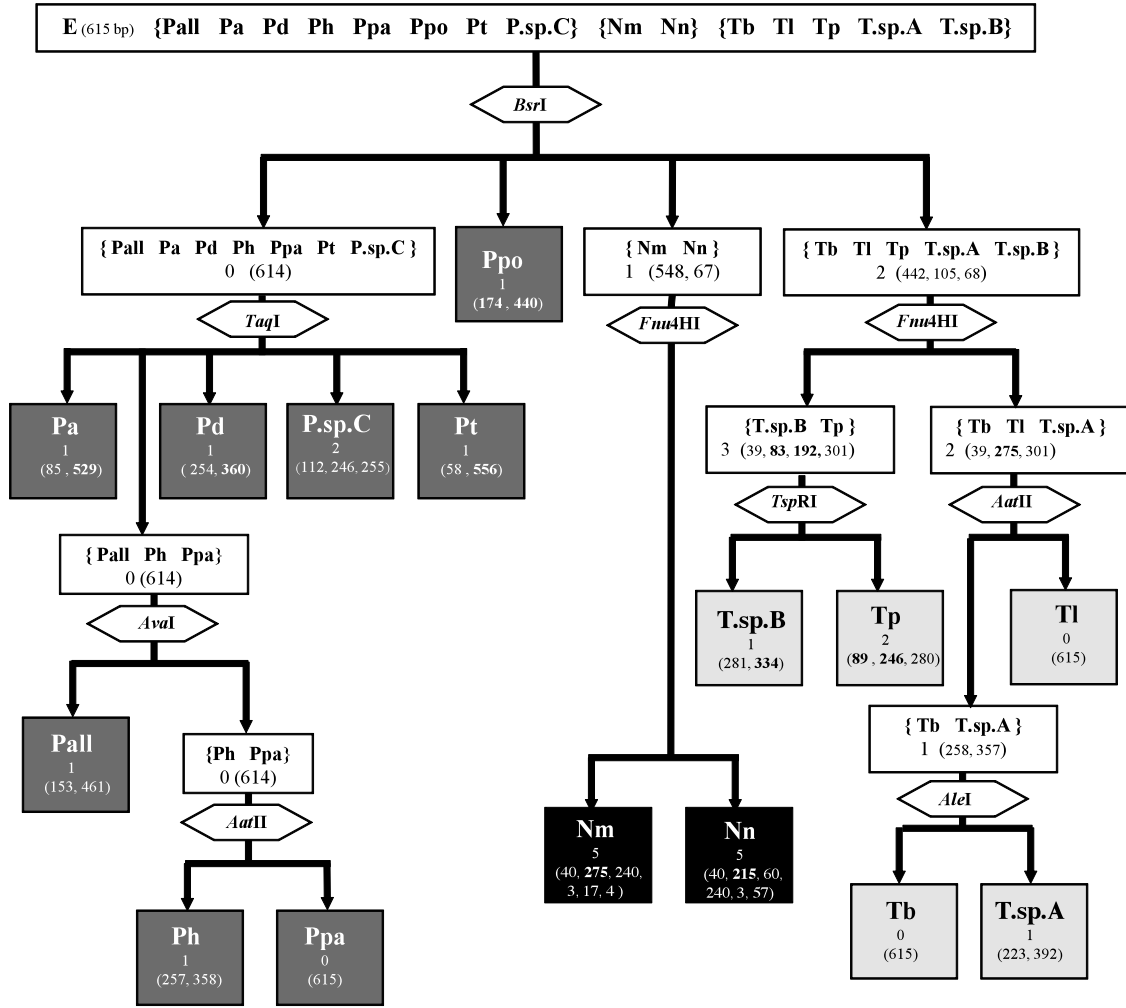 E (615 bp) {Pall Pa Pd Ph Ppa Ppo Pt P.sp.C} {Nm Nn} {Tb Tl Tp T.sp.A T.sp.B}
BsrI
{ Pall Pa Pd Ph Ppa Pt P.sp.C }
0 (614)
Ppo
1
(174 , 440)
{ Nm Nn }
1 (548, 67)
{ Tb Tl Tp T.sp.A T.sp.B}
2 (442, 105, 68)
TaqI
Fnu4HI
Fnu4HI
Pa
1
(85 , 529)
Pd
1
( 254, 360)
P.sp.C
2
(112, 246, 255)
Pt
1
(58 , 556)
{T.sp.B Tp }
3 (39, 83, 192, 301)
{ Tb Tl T.sp.A }
2 (39, 275, 301)
TspRI
AatII
{ Pall Ph Ppa}
0 (614)
AvaI
T.sp.B
1
(281, 334)
Tp
2
(89 , 246, 280)
Tl
0
(615)
Pall
1
(153, 461)
{Ph Ppa}
0 (614)
{ Tb T.sp.A }
1 (258, 357)
AatII
AleI
Nm
5
(40, 275, 240,
3, 17, 4 )
Nn
5
(40, 215, 60,
240, 3, 57)
Ph
1
(257, 358)
Ppa
0
(615)
Tb
0
(615)
T.sp.A
1
(223, 392)